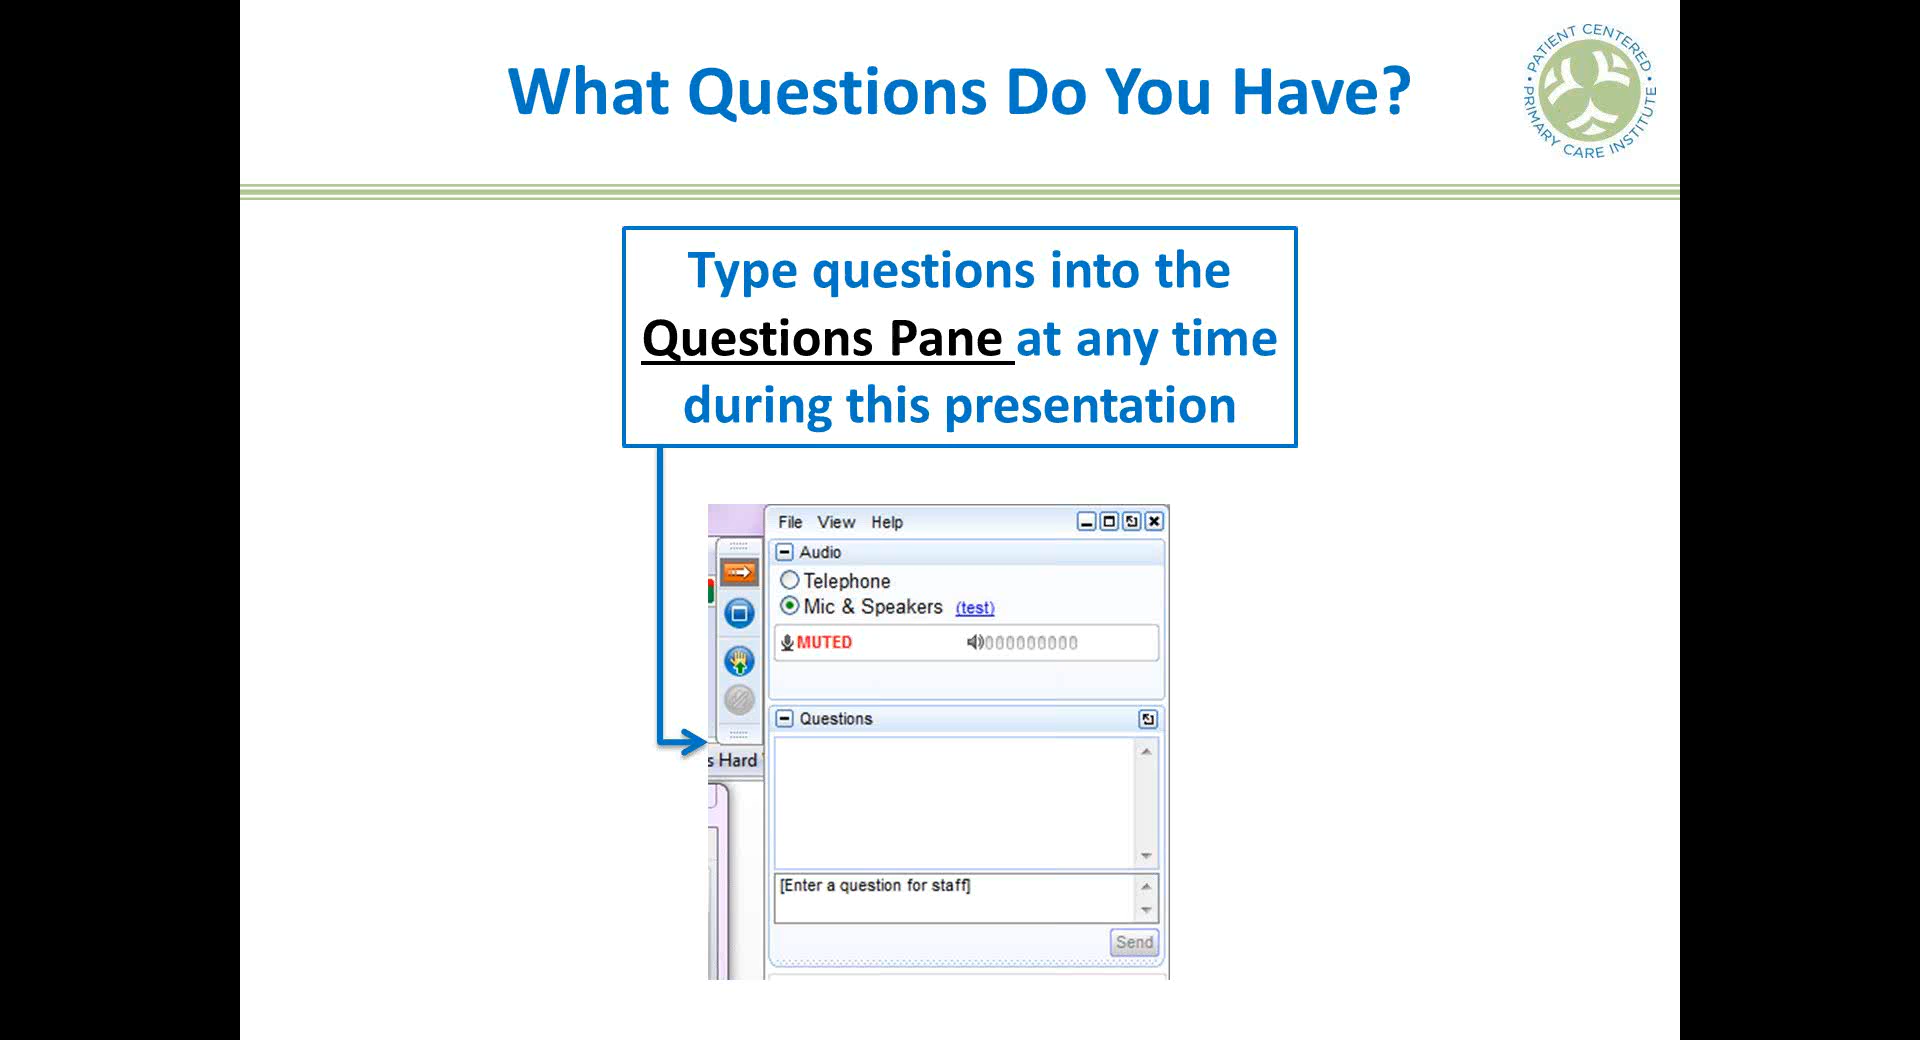 What Questions Do You Have?
PATIENT CENTERED
PRIMARY CARE INSTITUTE
Type questions into the
Questions Pane at any time
during this presentation
File View Help
Audio
Telephone
Mic & Speakers (test)
MUTED
Questions
s Hard
[Enter a question for staff]
Send